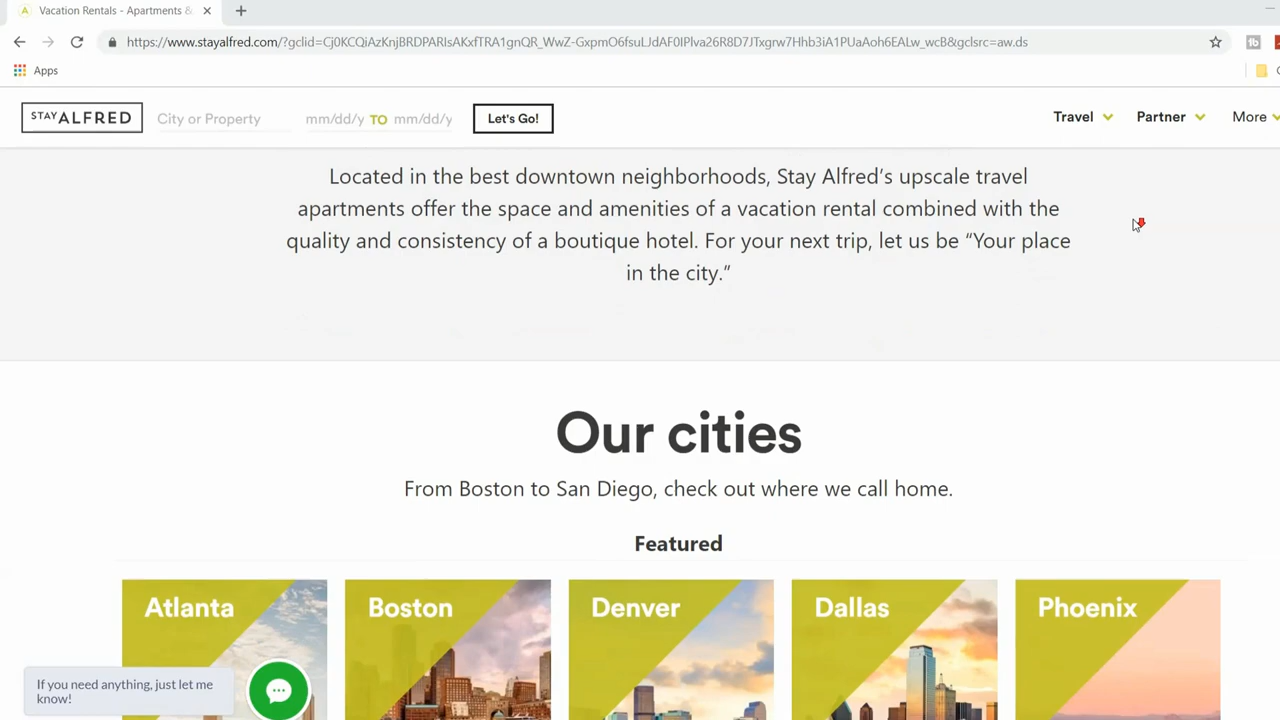 Vacation Rentals - Apartments &
https://www.stayalfred.com/?gclid=Cj0KCQiAzKnjBRDPARIsAKxfTRA1gnQR_WwZ-GxpmO6fsuLJdAF0IPlva26R8D7JTxgrw7Hhb3iA1PUaAoh6EALw_wcB&gclsrc=aw.ds
Apps
STAY ALFRED
City or Property
mm/dd/y TO mm/dd/y
Let's Go!
Travel
Partner
More
Located in the best downtown neighborhoods, Stay Alfred’s upscale travel
apartments offer the space and amenities of a vacation rental combined with the
quality and consistency of a boutique hotel. For your next trip, let us be “Your place
in the city.”
Our cities
From Boston to San Diego, check out where we call home.
Featured
Atlanta
Boston
Denver
Dallas
Phoenix
If you need anything, just let me
know!